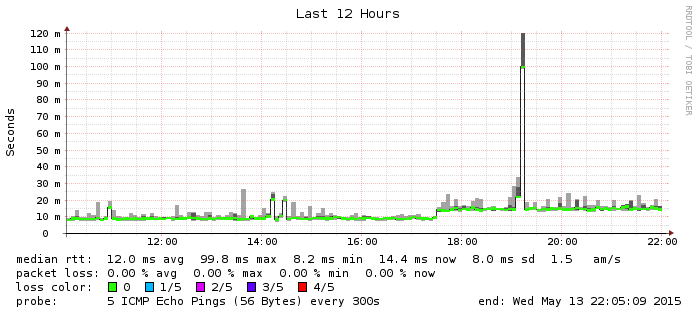 Last 12 Hours
RRDTOOL / TOBI OETIKER
Seconds
120 m
110 m
100 m
90 m
80 m
70 m
60 m
50 m
40 m
30 m
20 m
10 m
0
12:00 14:00 16:00 18:00 20:00 22:00
median rtt: 12.0 ms avg 99.8 ms max 8.2 ms min 14.4 ms now 8.0 ms sd 1.5 am/s
packet loss: 0.00 % avg 0.00 % max 0.00 % min 0.00 % now
loss color: 0 1/5 2/5 3/5 4/5
probe: 5 ICMP Echo Pings (56 Bytes) every 300s end: Wed May 13 22:05:09 2015